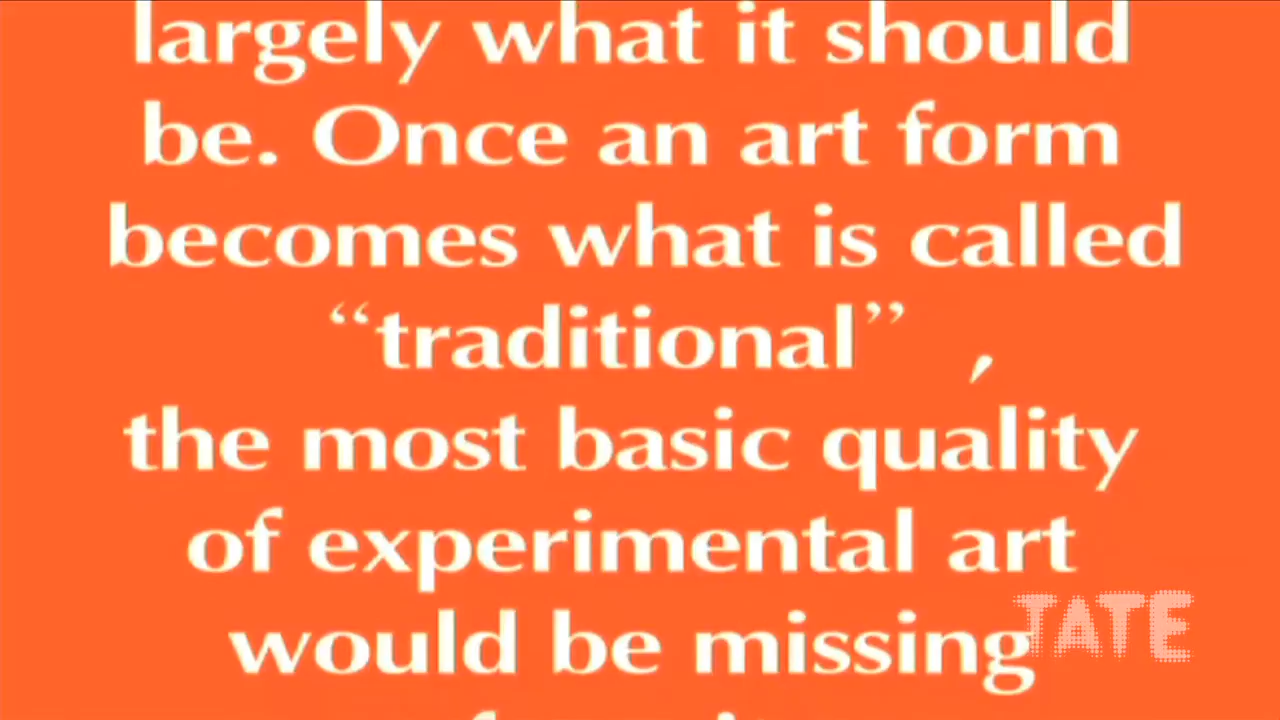 largely what it should
be. Once an art form
becomes what is called
“traditional” ,
the most basic quality
of experimental art
would be missing
TATE